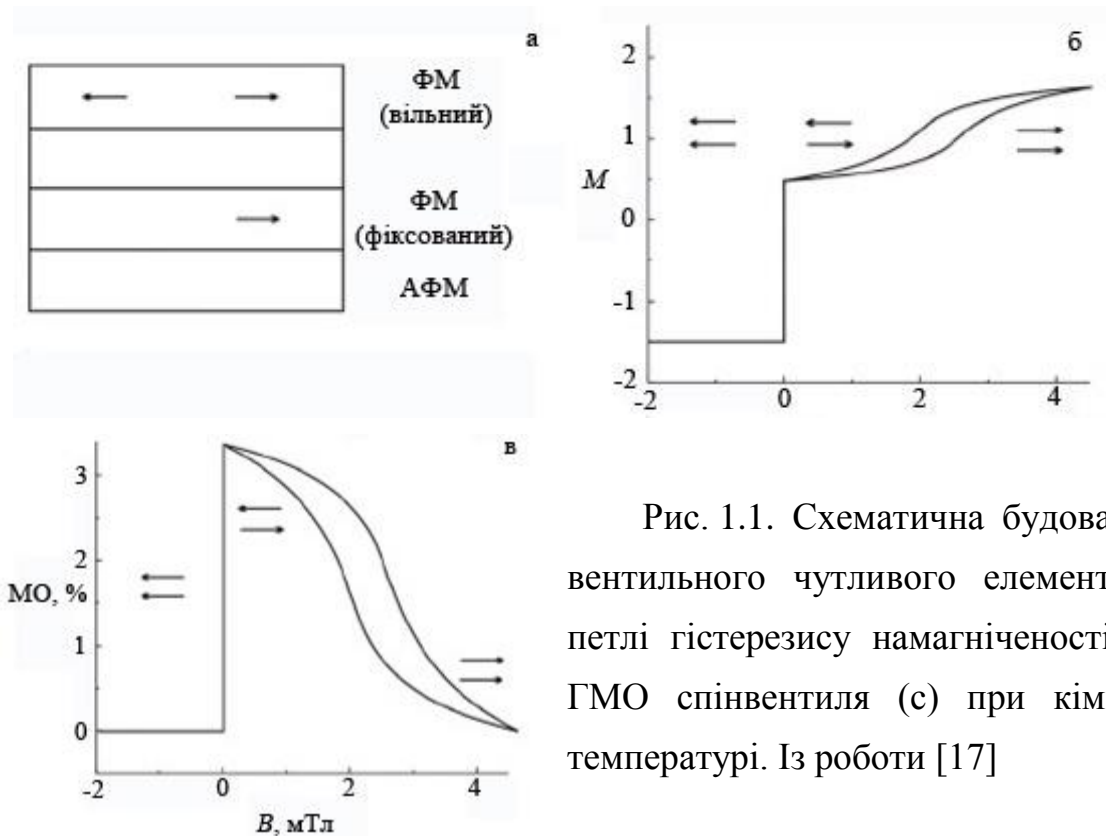 а
ФМ
(вільний)
ФМ
(фіксований)
АФМ
б
2
1
M
0
-1
-2
-2 0 2 4
в
3
2
МО, %
1
0
-2 0 2 4
B, мТл
Рис. 1.1. Схематична будова
вентильного чутливого елемент
петлі гістерезису намагніченості
ГМО спінвентиля (с) при кім
температурі. Із роботи [17]